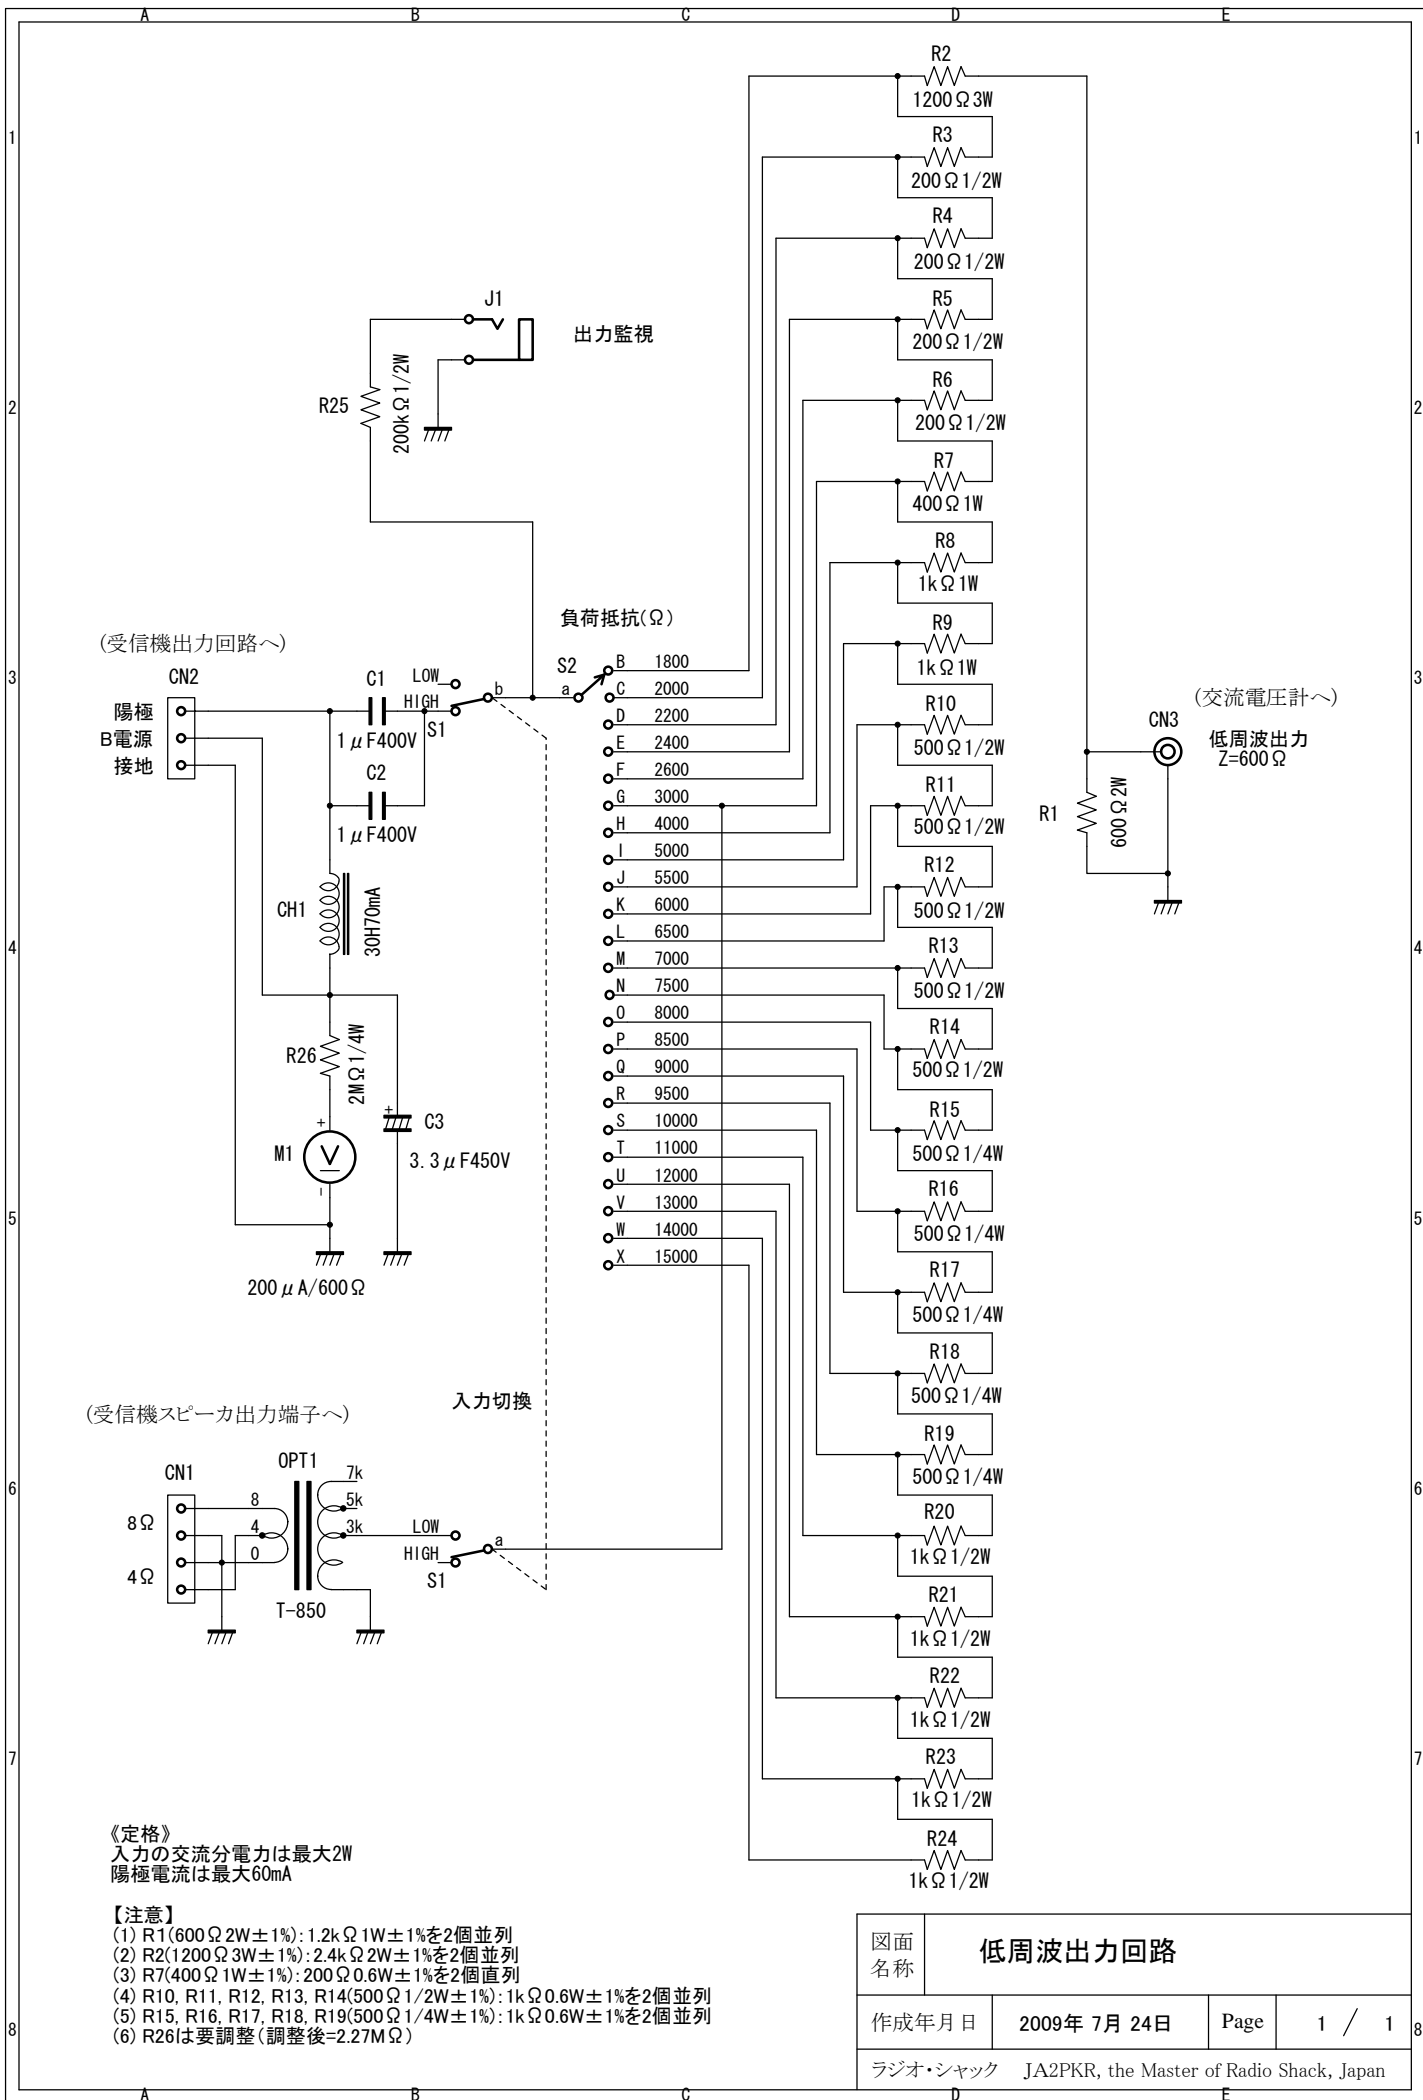 A B C D E
1 1
2 2
3 3
4 4
5 5
6 6
7 7
8 8
R2
1200Ω3W
R3
200Ω1/2W
R4
200Ω1/2W
R5
200Ω1/2W
R6
200Ω1/2W
R7
400Ω1W
R8
1kΩ1W
R9
1kΩ1W
R10
500Ω1/2W
R11
500Ω1/2W
R12
500Ω1/2W
R13
500Ω1/2W
R14
500Ω1/2W
R15
500Ω1/4W
R16
500Ω1/4W
R17
500Ω1/4W
R18
500Ω1/4W
R19
500Ω1/4W
R20
1kΩ1/2W
R21
1kΩ1/2W
R22
1kΩ1/2W
R23
1kΩ1/2W
R24
1kΩ1/2W
J1
出力監視
R25
200kΩ1/2W
負荷抵抗(Ω)
S2
a
B 1800
C 2000
D 2200
E 2400
F 2600
G 3000
H 4000
I 5000
J 5500
K 6000
L 6500
M 7000
N 7500
O 8000
P 8500
Q 9000
R 9500
S 10000
T 11000
U 12000
V 13000
W 14000
X 15000
(受信機出力回路へ)
CN2
陽極
B電源
接地
C1
1μF400V
C2
1μF400V
LOW
HIGH
S1
b
CH1
30H70mA
R26
2MΩ1/4W
M1
+
V
-
200μA/600Ω
+
C3
3.3μF450V
(交流電圧計へ)
CN3
低周波出力
Z=600Ω
R1
600Ω2W
入力切換
(受信機スピーカ出力端子へ)
CN1
8Ω
4Ω
8
4
0
OPT1
T-850
7k
5k
3k
LOW
HIGH
S1
a
《定格》
入力の交流分電力は最大2W
陽極電流は最大60mA
【注意】
(1) R1(600Ω2W±1%):1.2kΩ1W±1%を2個並列
(2) R2(1200Ω3W±1%):2.4kΩ2W±1%を2個並列
(3) R7(400Ω1W±1%):200Ω0.6W±1%を2個直列
(4) R10, R11, R12, R13, R14(500Ω1/2W±1%):1kΩ0.6W±1%を2個並列
(5) R15, R16, R17, R18, R19(500Ω1/4W±1%):1kΩ0.6W±1%を2個並列
(6) R26は要調整(調整後=2.27MΩ)
図面
名称
低周波出力回路
作成年月日 2009年 7月 24日 Page 1 / 1
ラジオ・シャック JA2PKR, the Master of Radio Shack, Japan
A B C D E